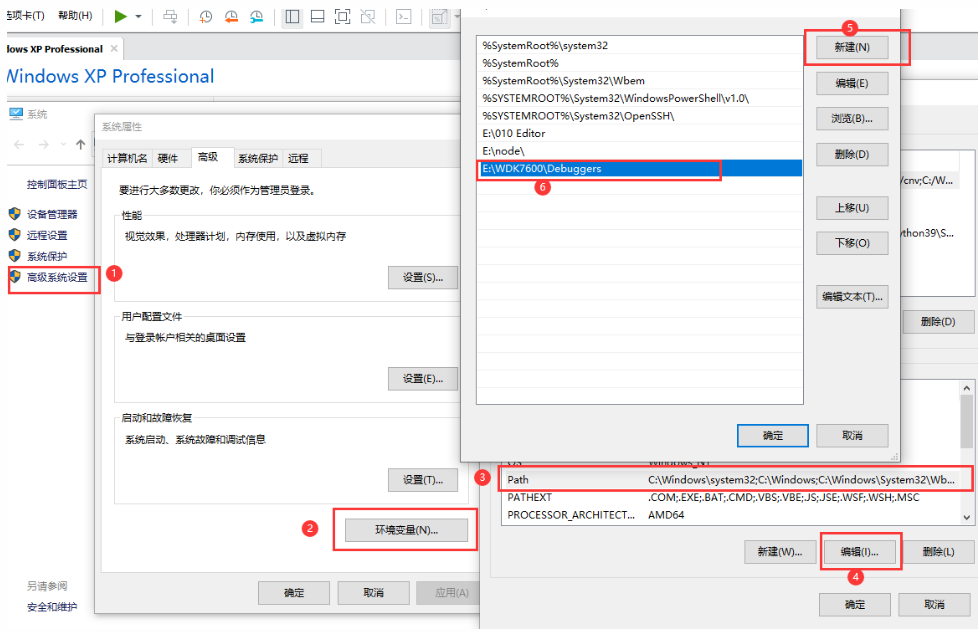 选项卡(T) 帮助(H)
dows XP Professional
Windows XP Professional
系统
控制面板主页
设备管理器
远程设置
系统保护
高级系统设置
1
另请参阅
安全和维护
系统属性
计算机名 硬件 高级 系统保护 远程
要进行大多数更改，你必须作为管理员登录。
性能
视觉效果，处理器计划，内存使用，以及虚拟内存
设置(S)...
用户配置文件
与登录帐户相关的桌面设置
设置(E)...
启动和故障恢复
系统启动、系统故障和调试信息
设置(T)...
2
环境变量(N)...
确定 取消 应用(A)
%SystemRoot%\system32
%SystemRoot%
%SystemRoot%\System32\Wbem
%SYSTEMROOT%\System32\WindowsPowerShell\v1.0\
%SYSTEMROOT%\System32\OpenSSH\
E:\010 Editor
E:\node\
E:\WDK7600\Debuggers
6
5
新建(N)
编辑(E)
浏览(B)...
删除(D)
上移(U)
下移(O)
编辑文本(T)...
确定 取消
/cnv;C:/W...
ython39\S...
删除(D)
OS Windows_NT
3
Path C:\Windows\system32;C:\Windows;C:\Windows\System32\Wb...
PATHEXT .COM;.EXE;.BAT;.CMD;.VBS;.VBE;.JS;.JSE;.WSF;.WSH;.MSC
PROCESSOR_ARCHITECT... AMD64
新建(W)... 编辑(I)... 删除(L)
4
确定 取消